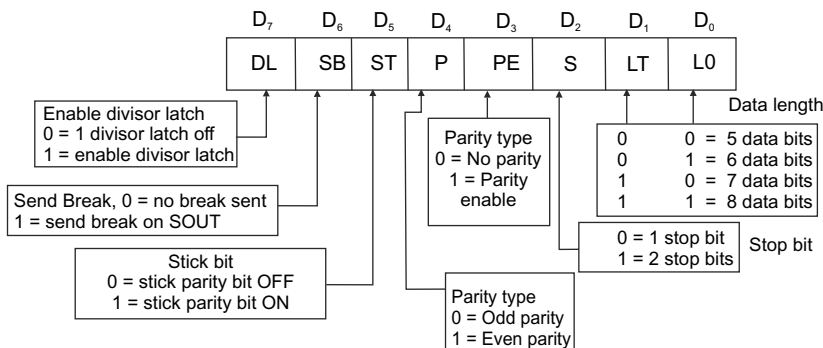 D₇ D₆ D₅ D₄ D₃ D₂ D₁ D₀
DL SB ST P PE S LT L0
Data length
0 0 = 5 data bits
0 1 = 6 data bits
1 0 = 7 data bits
1 1 = 8 data bits
Enable divisor latch
0 = 1 divisor latch off
1 = enable divisor latch
Parity type
0 = No parity
1 = Parity
enable
Send Break, 0 = no break sent
1 = send break on SOUT
0 = 1 stop bit
1 = 2 stop bits
Stop bit
Stick bit
0 = stick parity bit OFF
1 = stick parity bit ON
Parity type
0 = Odd parity
1 = Even parity